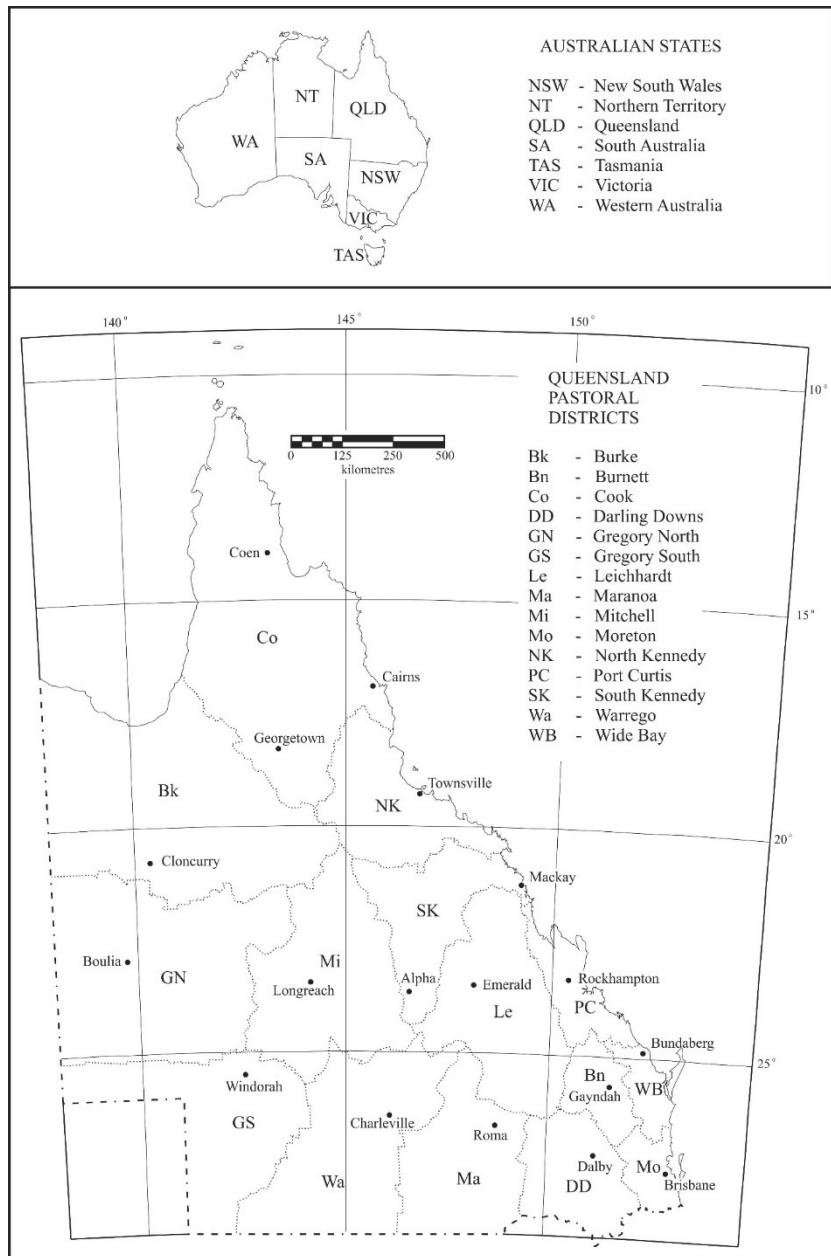 AUSTRALIAN STATES
NSW - New South Wales
NT - Northern Territory
QLD - Queensland
SA - South Australia
TAS - Tasmania
VIC - Victoria
WA - Western Australia
NT
QLD
WA
SA
NSW
VIC
TAS
140°
145°
150°
10°
QUEENSLAND
PASTORAL
DISTRICTS
Bk - Burke
Bn - Burnett
Co - Cook
DD - Darling Downs
GN - Gregory North
GS - Gregory South
Le - Leichhardt
Ma - Maranoa
Mi - Mitchell
Mo - Moreton
NK - North Kennedy
PC - Port Curtis
SK - South Kennedy
Wa - Warrego
WB - Wide Bay
0 125 250 500
kilometres
Coen
15°
Co
Cairns
Georgetown
Townsville
Bk
NK
20°
Cloncurry
Mackay
SK
Boulia
GN
Mi
Longreach
Alpha
Emerald
Rockhampton
Le
PC
Bundaberg
25°
Windorah
Bn
Gayndah
WB
GS
Charleville
Roma
Dalby
Mo
Brisbane
Wa
Ma
DD